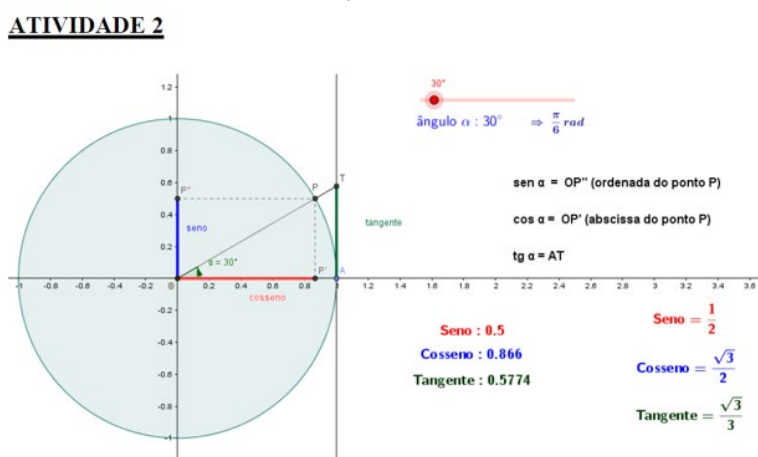 ATIVIDADE 2
30°
ângulo α : 30° ⇒ π/6 rad
sen α = OP" (ordenada do ponto P)
cos α = OP' (abscissa do ponto P)
tg α = AT
1.2
1
0.8
0.6
0.4
0.2
0
-0.2
-0.4
-0.6
-0.8
-1
P"
P
T
seno
tangente
α = 30°
P'
A
cosseno
-1 -0.8 -0.6 -0.4 -0.2 0 0.2 0.4 0.6 0.8 1 1.2 1.4 1.6 1.8 2 2.2 2.4 2.6 2.8 3 3.2 3.4 3.6
Seno : 0.5
Cosseno : 0.866
Tangente : 0.5774
Seno = 1/2
Cosseno = √3/2
Tangente = √3/3